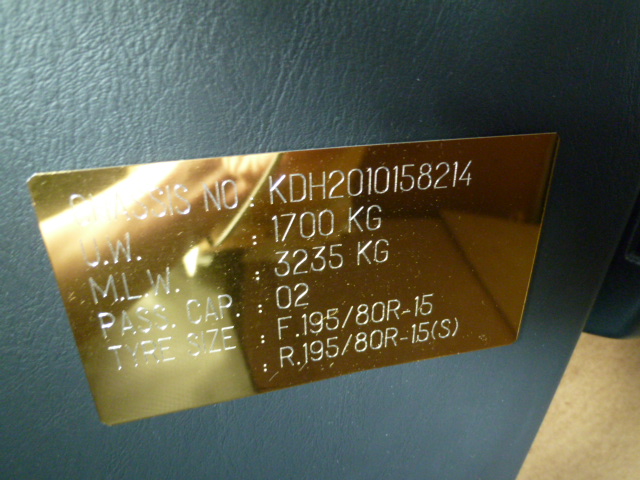 CHASSIS NO : KDH2010158214
U.W. : 1700 KG
M.L.W. : 3235 KG
PASS. CAP. : 02
TYRE SIZE : F.195/80R-15
: R.195/80R-15(S)